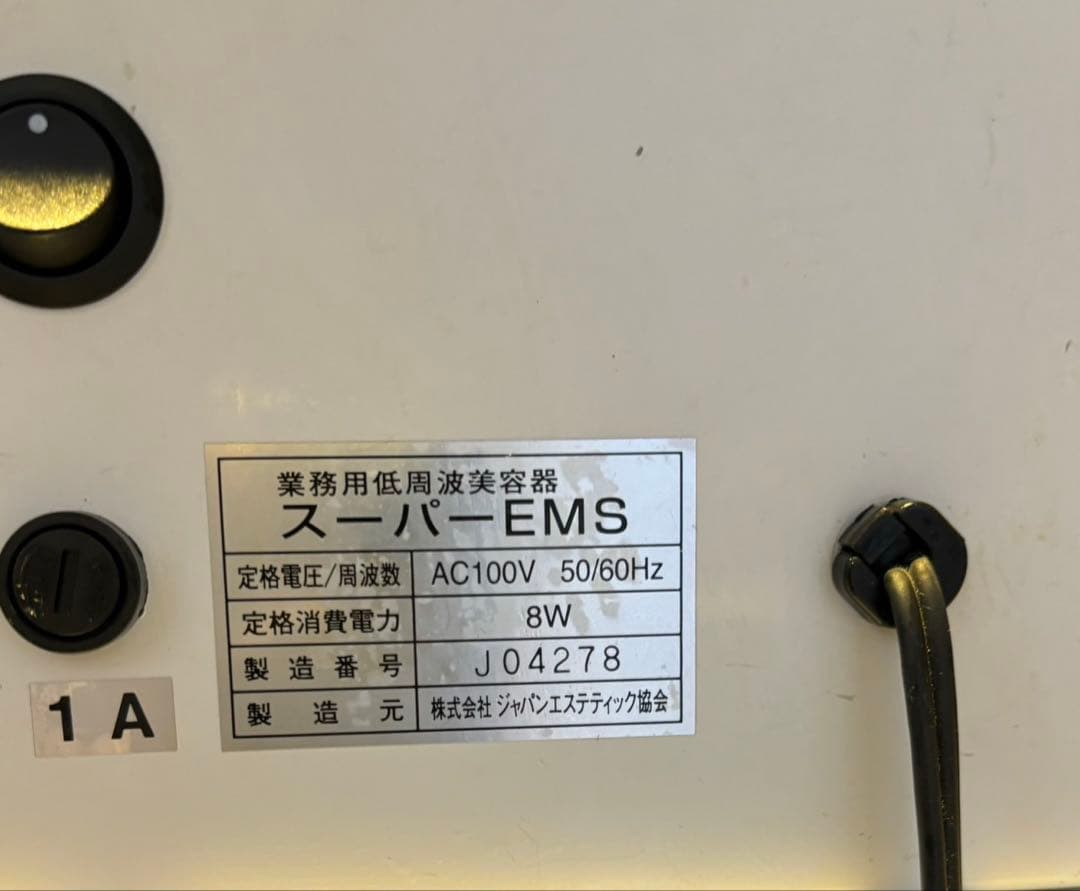 業務用低周波美容器
スーパーEMS
定格電圧/周波数 AC100V 50/60Hz
定格消費電力 8W
製造番号 J04278
製造元 株式会社 ジャパンエステティック協会
1 A